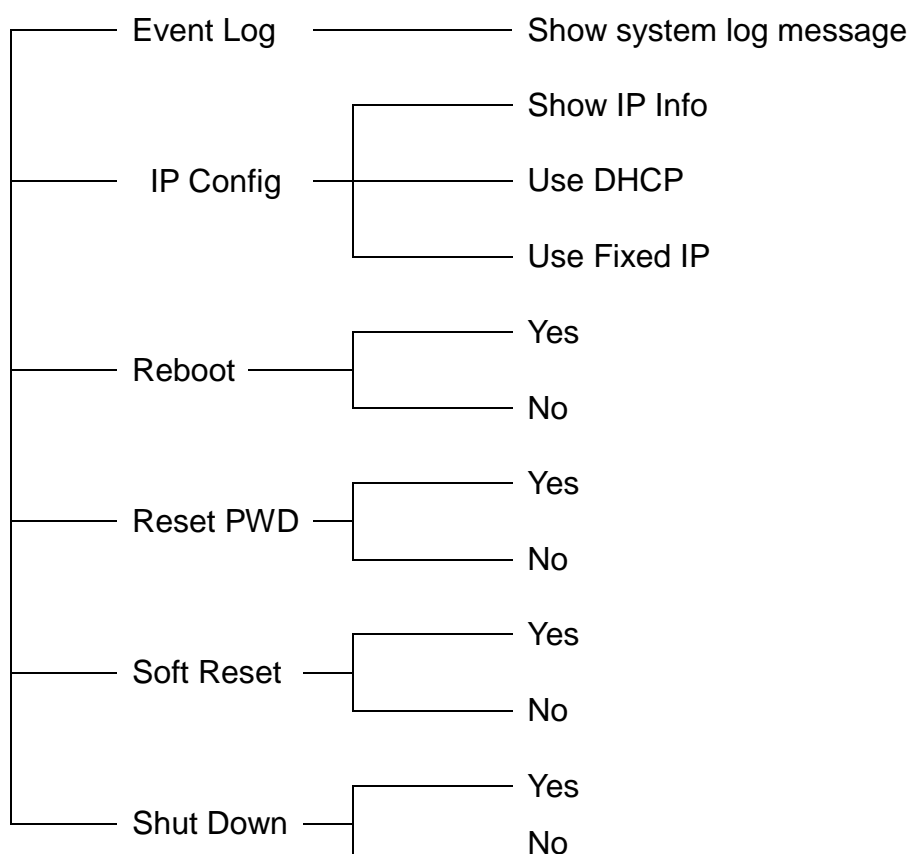 Event Log
Show system log message
IP Config
Show IP Info
Use DHCP
Use Fixed IP
Reboot
Yes
No
Reset PWD
Yes
No
Soft Reset
Yes
No
Shut Down
Yes
No